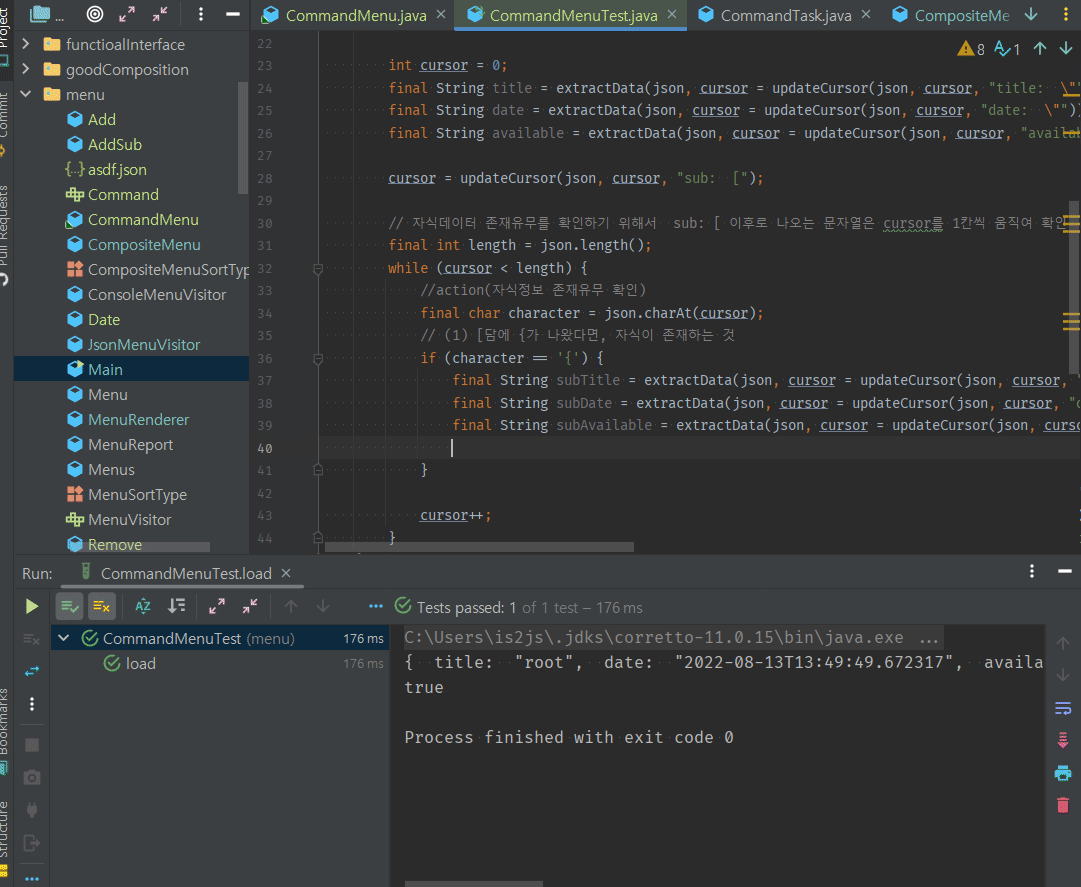 Project
Commit
Pull Requests
Bookmarks
Structure
...
CommandMenu.java
CommandMenuTest.java
CommandTask.java
CompositeMe
functioalInterface
goodComposition
menu
Add
AddSub
asdf.json
Command
CommandMenu
CompositeMenu
CompositeMenuSortTyp
ConsoleMenuVisitor
Date
JsonMenuVisitor
Main
Menu
MenuRenderer
MenuReport
Menus
MenuSortType
MenuVisitor
Remove
8 1
22
23 int cursor = 0;
24 final String title = extractData(json, cursor = updateCursor(json, cursor, "title: \""
25 final String date = extractData(json, cursor = updateCursor(json, cursor, "date: \"")
26 final String available = extractData(json, cursor = updateCursor(json, cursor, "availa
27
28 cursor = updateCursor(json, cursor, "sub: [");
29
30 // 자식데이터 존재유무를 확인하기 위해서 sub: [ 이후로 나오는 문자열은 cursor를 1칸씩 움직여 확인
31 final int length = json.length();
32 while (cursor < length) {
33 //action(자식정보 존재유무 확인)
34 final char character = json.charAt(cursor);
35 // (1) [담에 {가 나왔다면, 자식이 존재하는 것
36 if (character == '{') {
37 final String subTitle = extractData(json, cursor = updateCursor(json, cursor,
38 final String subDate = extractData(json, cursor = updateCursor(json, cursor, "d
39 final String subAvailable = extractData(json, cursor = updateCursor(json, curso
40
41 }
42
43 cursor++;
44 }
Run: CommandMenuTest.load
Tests passed: 1 of 1 test – 176 ms
CommandMenuTest (menu) 176 ms
load 176 ms
C:\Users\is2js\.jdks\corretto-11.0.15\bin\java.exe ...
{ title: "root", date: "2022-08-13T13:49:49.672317", availa
true
Process finished with exit code 0